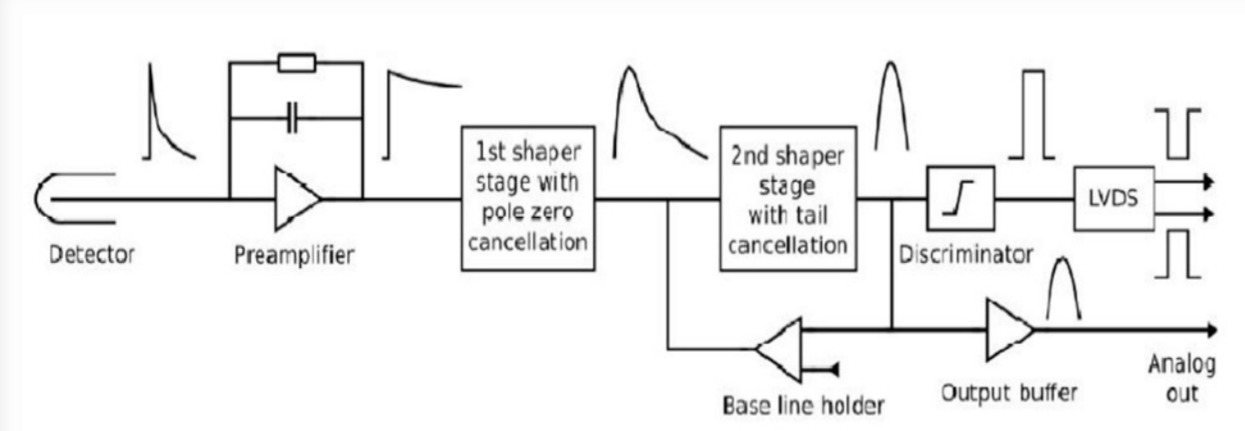 1st shaper
stage with
pole zero
cancellation
2nd shaper
stage
with tail
cancellation
LVDS
Detector
Preamplifier
Discriminator
Base line holder
Output buffer
Analog
out